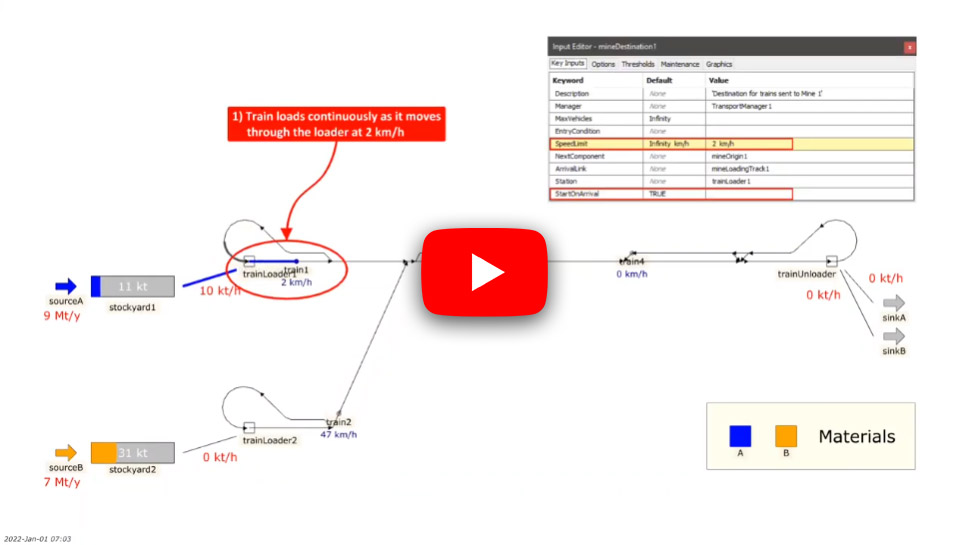 Input Editor - mineDestination1
x
Key Inputs Options Thresholds Maintenance Graphics
Keyword Default Value
Description None 'Destination for trains sent to Mine 1'
Manager None TransportManager1
MaxVehicles Infinity
EntryCondition None
SpeedLimit Infinity km/h 2 km/h
NextComponent None mineOrigin1
ArrivalLink None mineLoadingTrack1
Station None trainLoader1
StartOnArrival TRUE
1) Train loads continuously as it moves
through the loader at 2 km/h
trainLoader1
train1
2 km/h
10 kt/h
sourceA
9 Mt/y
11 kt
stockyard1
train4
0 km/h
trainUnloader
0 kt/h
0 kt/h
sinkA
sinkB
train2
47 km/h
trainLoader2
0 kt/h
sourceB
7 Mt/y
31 kt
stockyard2
A B Materials
2022-Jan-01 07:03